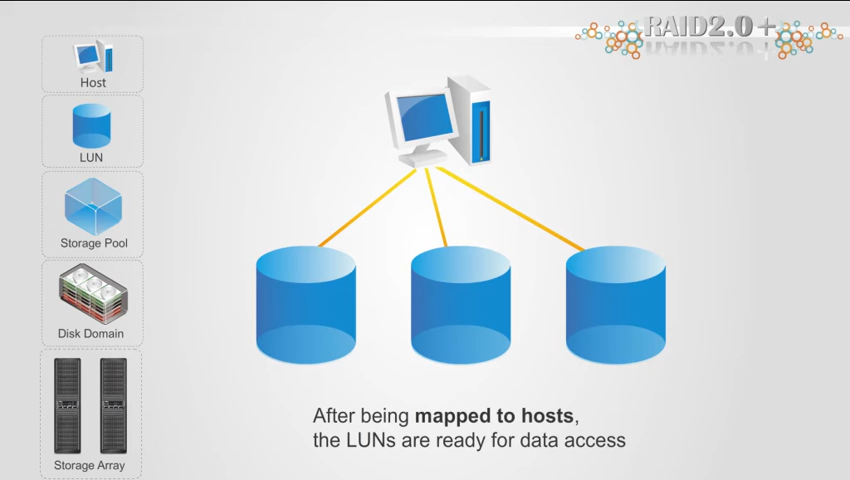 RAID2.0+
Host
LUN
Storage Pool
Disk Domain
Storage Array
After being mapped to hosts,
the LUNs are ready for data access